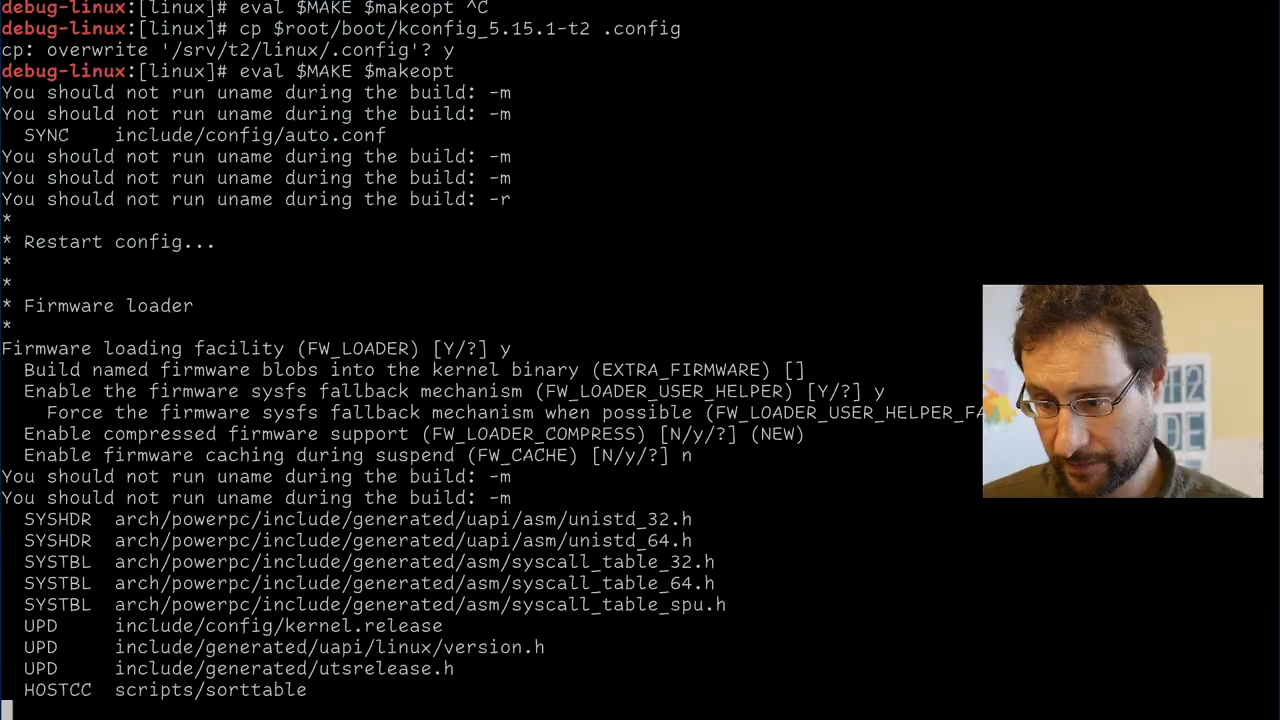 debug-linux:[linux]# eval $MAKE $makeopt ^C
debug-linux:[linux]# cp $root/boot/kconfig_5.15.1-t2 .config
cp: overwrite '/srv/t2/linux/.config'? y
debug-linux:[linux]# eval $MAKE $makeopt
You should not run uname during the build: -m
You should not run uname during the build: -m
  SYNC    include/config/auto.conf
You should not run uname during the build: -m
You should not run uname during the build: -m
You should not run uname during the build: -r
*
* Restart config...
*
*
* Firmware loader
*
Firmware loading facility (FW_LOADER) [Y/?] y
  Build named firmware blobs into the kernel binary (EXTRA_FIRMWARE) []
  Enable the firmware sysfs fallback mechanism (FW_LOADER_USER_HELPER) [Y/?] y
    Force the firmware sysfs fallback mechanism when possible (FW_LOADER_USER_HELPER_FA
  Enable compressed firmware support (FW_LOADER_COMPRESS) [N/y/?] (NEW)
  Enable firmware caching during suspend (FW_CACHE) [N/y/?] n
You should not run uname during the build: -m
You should not run uname during the build: -m
  SYSHDR  arch/powerpc/include/generated/uapi/asm/unistd_32.h
  SYSHDR  arch/powerpc/include/generated/uapi/asm/unistd_64.h
  SYSTBL  arch/powerpc/include/generated/asm/syscall_table_32.h
  SYSTBL  arch/powerpc/include/generated/asm/syscall_table_64.h
  SYSTBL  arch/powerpc/include/generated/asm/syscall_table_spu.h
  UPD     include/config/kernel.release
  UPD     include/generated/uapi/linux/version.h
  UPD     include/generated/utsrelease.h
  HOSTCC  scripts/sorttable